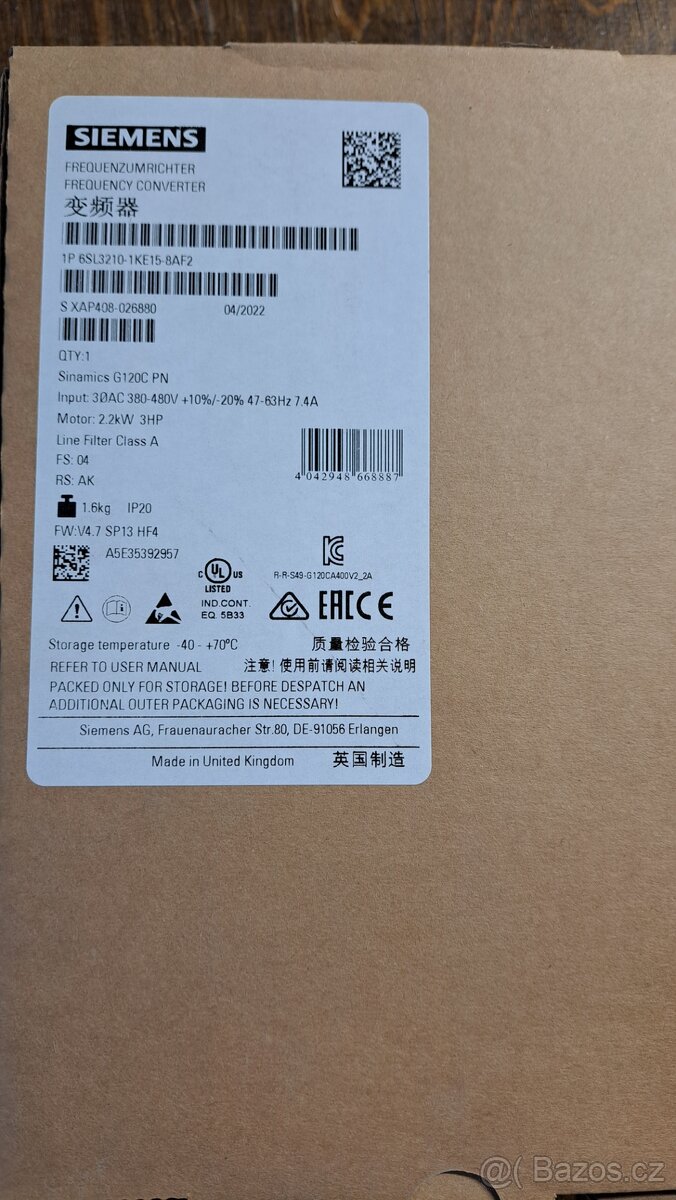 SIEMENS
FREQUENZUMRICHTER
FREQUENCY CONVERTER
变频器
1P 6SL3210-1KE15-8AF2
S XAP408-026880 04/2022
QTY:1
Sinamics G120C PN
Input: 3ØAC 380-480V +10%/-20% 47-63Hz 7.4A
Motor: 2.2kW 3HP
Line Filter Class A
FS: 04
RS: AK
4 042948 668887
1.6kg IP20
FW:V4.7 SP13 HF4
A5E35392957
C UL US
LISTED
IND.CONT.
EQ. 5B33
R-R-S49-G120CA400V2_2A
EAC CE
Storage temperature -40 - +70ºC 质量检验合格
REFER TO USER MANUAL 注意! 使用前请阅读相关说明
PACKED ONLY FOR STORAGE! BEFORE DESPATCH AN
ADDITIONAL OUTER PACKAGING IS NECESSARY!
Siemens AG, Frauenauracher Str.80, DE-91056 Erlangen
Made in United Kingdom 英国制造
@( Bazos.cz